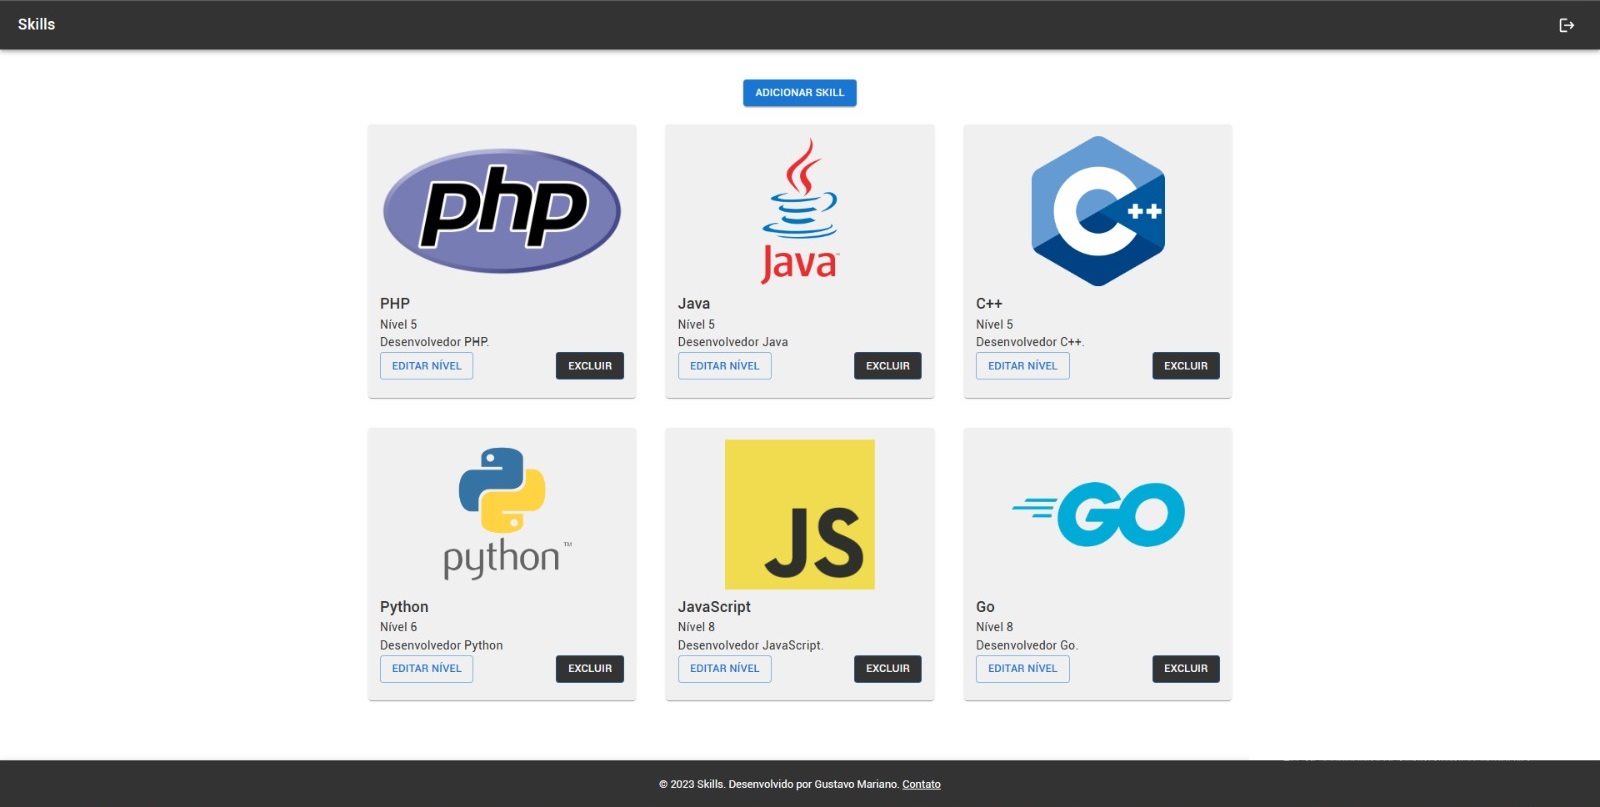 Skills
ADICIONAR SKILL
php
Java
C++
PHP
Nível 5
Desenvolvedor PHP.
EDITAR NÍVEL
EXCLUIR
Java
Nível 5
Desenvolvedor Java
EDITAR NÍVEL
EXCLUIR
C++
Nível 5
Desenvolvedor C++.
EDITAR NÍVEL
EXCLUIR
python™
JS
GO
Python
Nível 6
Desenvolvedor Python
EDITAR NÍVEL
EXCLUIR
JavaScript
Nível 8
Desenvolvedor JavaScript.
EDITAR NÍVEL
EXCLUIR
Go
Nível 8
Desenvolvedor Go.
EDITAR NÍVEL
EXCLUIR
© 2023 Skills. Desenvolvido por Gustavo Mariano. Contato